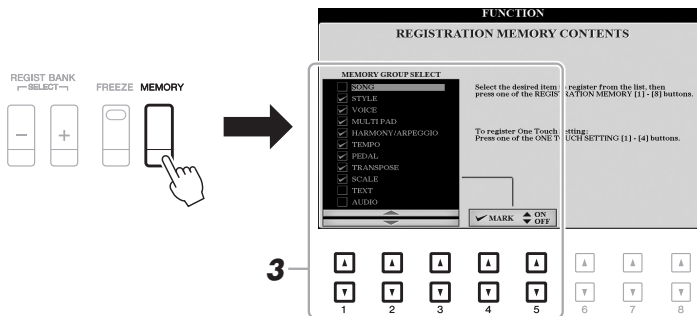 FUNCTION
REGISTRATION MEMORY CONTENTS
REGIST BANK
SELECT
FREEZE
MEMORY
−
+
MEMORY GROUP SELECT
SONG
STYLE
VOICE
MULTI PAD
HARMONY/ARPEGGIO
TEMPO
PEDAL
TRANSPOSE
SCALE
TEXT
AUDIO
Select the desired item to register from the list, then
press one of the REGISTRATION MEMORY [1] - [8] buttons.
To register One Touch Setting:
Press one of the ONE TOUCH SETTING [1] - [4] buttons.
MARK
ON
OFF
3
1 2 3 4 5 6 7 8